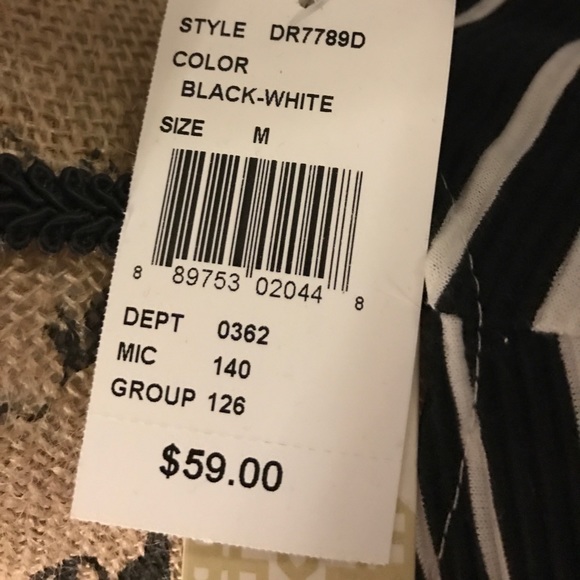 STYLE DR7789D
COLOR
BLACK-WHITE
SIZE M
8 89753 02044 8
DEPT 0362
MIC 140
GROUP 126
$59.00